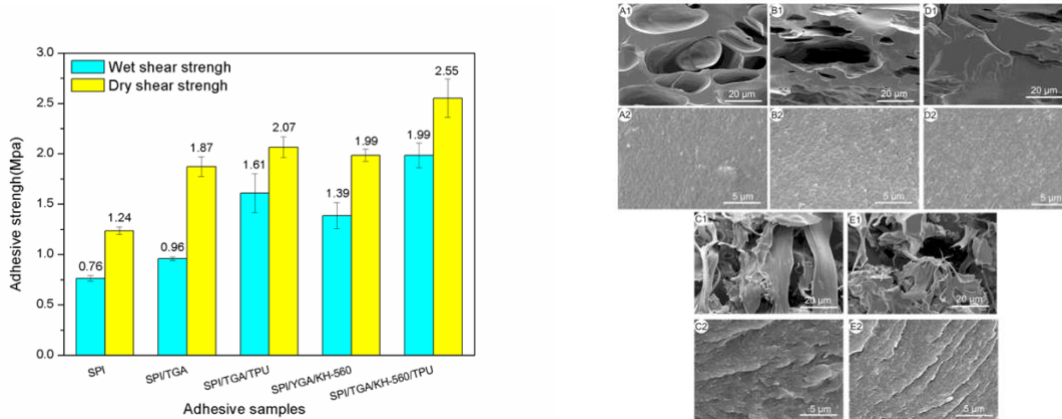 3.0
2.5
2.0
1.5
1.0
0.5
0.0
Adhesive strengh(Mpa)
Wet shear strengh
Dry shear strengh
0.76
1.24
0.96
1.87
1.61
2.07
1.39
1.99
1.99
2.55
SPI
SPI/TGA
SPI/TGA/TPU
SPI/YGA/KH-560
SPI/TGA/KH-560/TPU
Adhesive samples
A1
20 μm
B1
20 μm
D1
20 μm
A2
5 μm
B2
5 μm
D2
5 μm
C1
20 μm
E1
20 μm
C2
5 μm
E2
5 μm